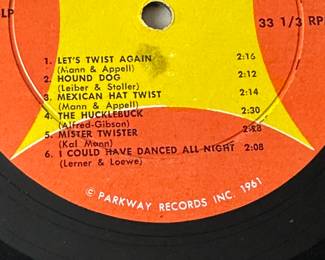 LP
33 1/3 RP
1. LET'S TWIST AGAIN 2:16
(Mann & Appell)
2. HOUND DOG 2:12
(Leiber & Stoller)
3. MEXICAN HAT TWIST 2:14
(Mann & Appell)
4. THE HUCKLEBUCK 2:30
(Alfred-Gibson)
5. MISTER TWISTER
(Kal Mann)
6. I COULD HAVE DANCED ALL NIGHT 2:08
(Lerner & Loewe)
© PARKWAY RECORDS INC. 1961